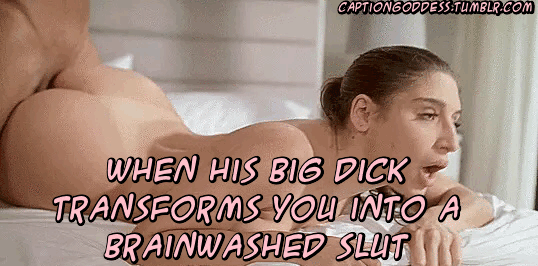 CAPTIONGODDESS.TUMBLR.COM
WHEN HIS BIG DICK
TRANSFORMS YOU INTO A
BRAINWASHED SLUT